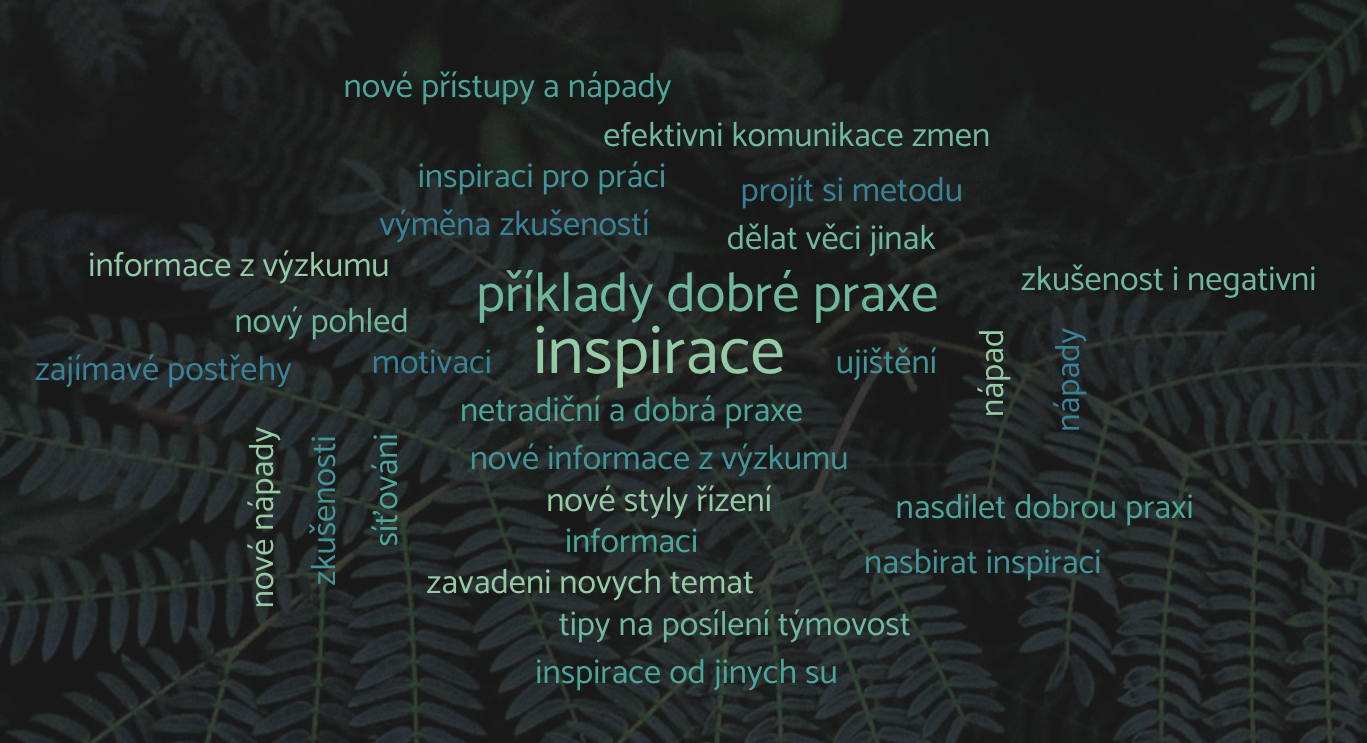 nové přístupy a nápady
efektivni komunikace zmen
inspiraci pro práci
projít si metodu
výměna zkušeností
dělat věci jinak
informace z výzkumu
příklady dobré praxe
zkušenost i negativni
nový pohled
inspirace
zajímavé postřehy
motivaci
ujištění
nápad
nápady
netradiční a dobrá praxe
nové informace z výzkumu
nové nápady
zkušenosti
síťováni
nové styly řízení
nasdilet dobrou praxi
informaci
nasbirat inspiraci
zavadeni novych temat
tipy na posílení týmovost
inspirace od jinych su